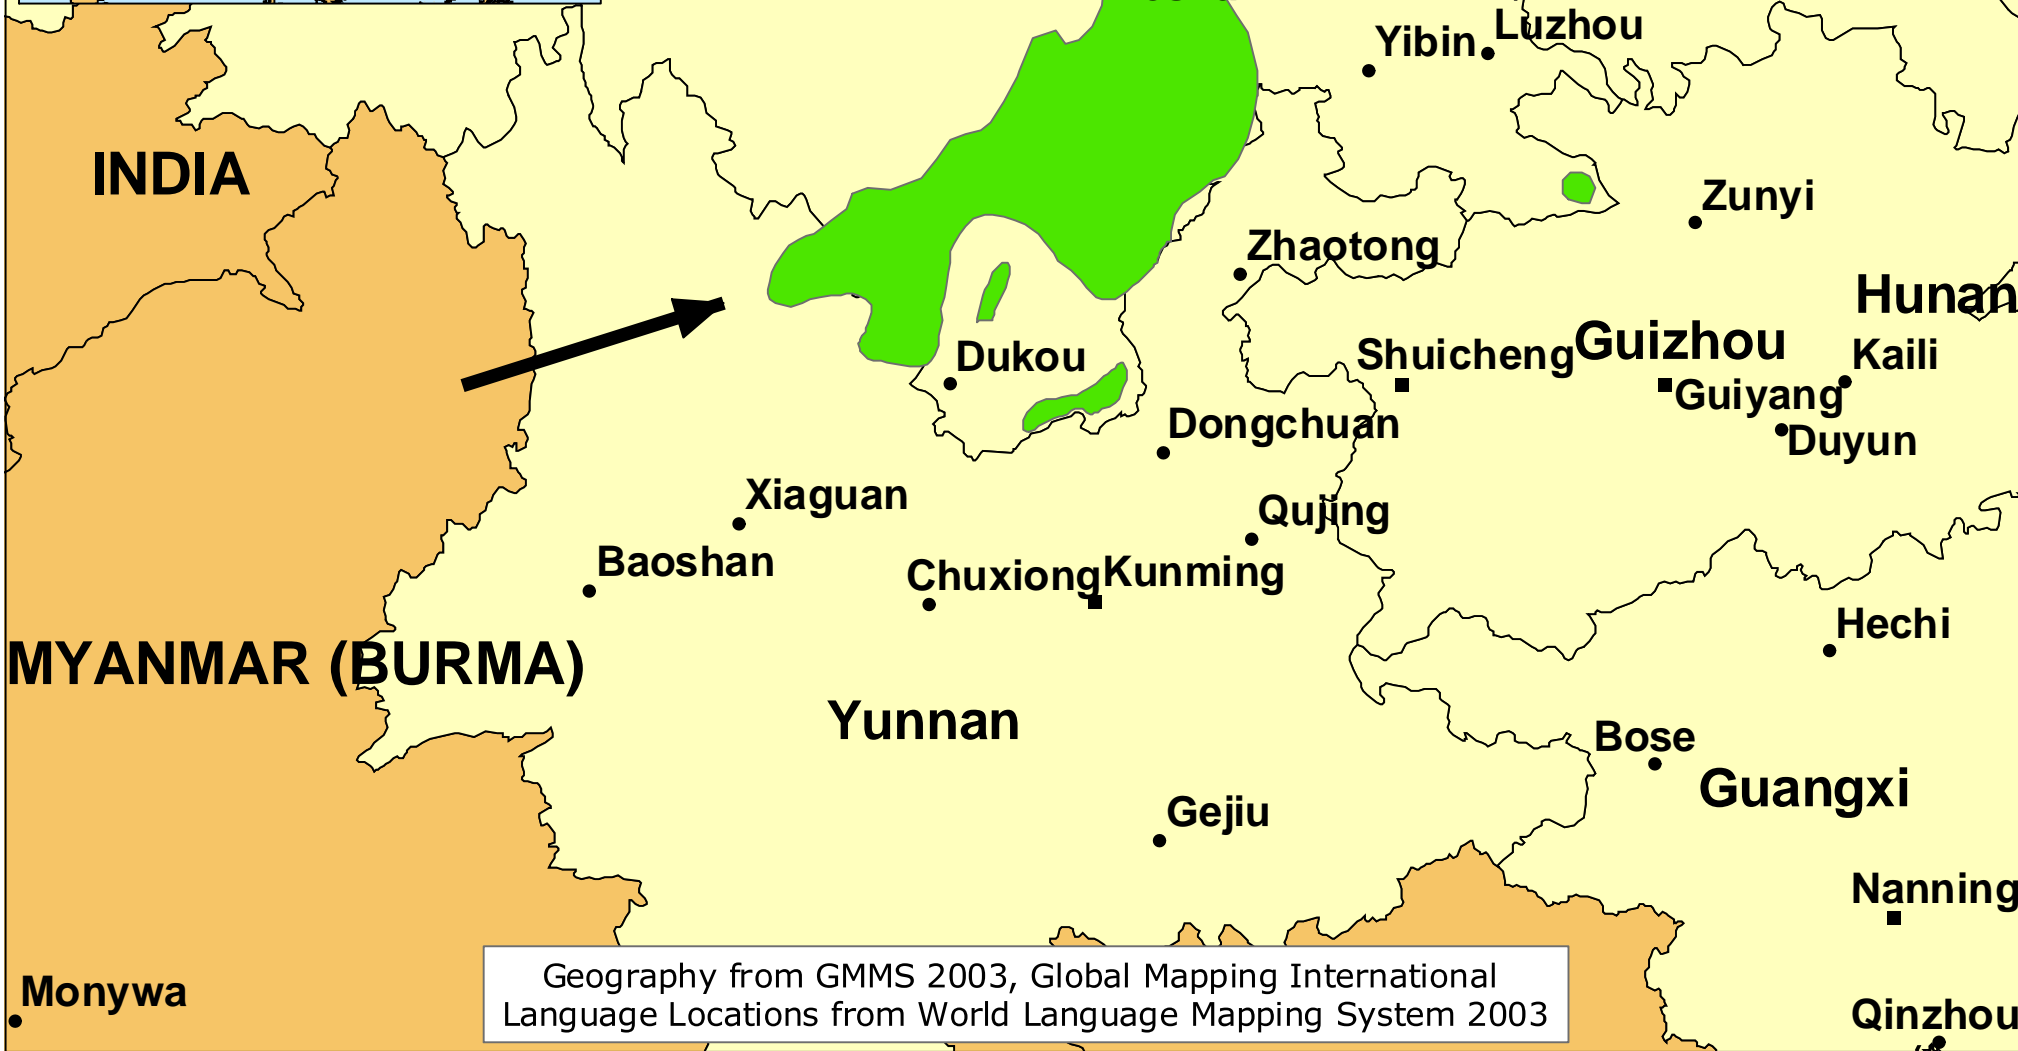 Yibin
Luzhou
INDIA
Zunyi
Zhaotong
Hunan
Guizhou
Shuicheng
Kaili
Dukou
Guiyang
Dongchuan
Duyun
Xiaguan
Qujing
Baoshan
Chuxiong
Kunming
Hechi
MYANMAR (BURMA)
Yunnan
Bose
Guangxi
Gejiu
Nanning
Geography from GMMS 2003, Global Mapping International
Language Locations from World Language Mapping System 2003
Monywa
Qinzhou